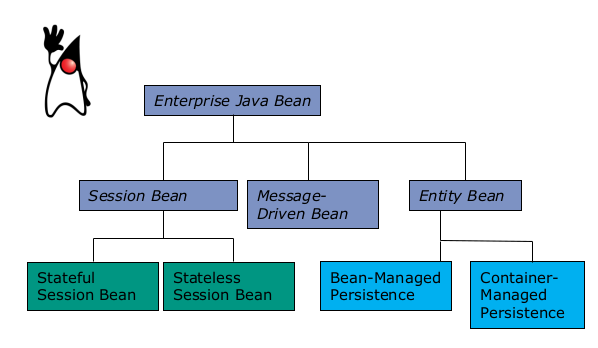 Enterprise Java Bean
Session Bean
Message-
Driven Bean
Entity Bean
Stateful
Session Bean
Stateless
Session Bean
Bean-Managed
Persistence
Container-
Managed
Persistence